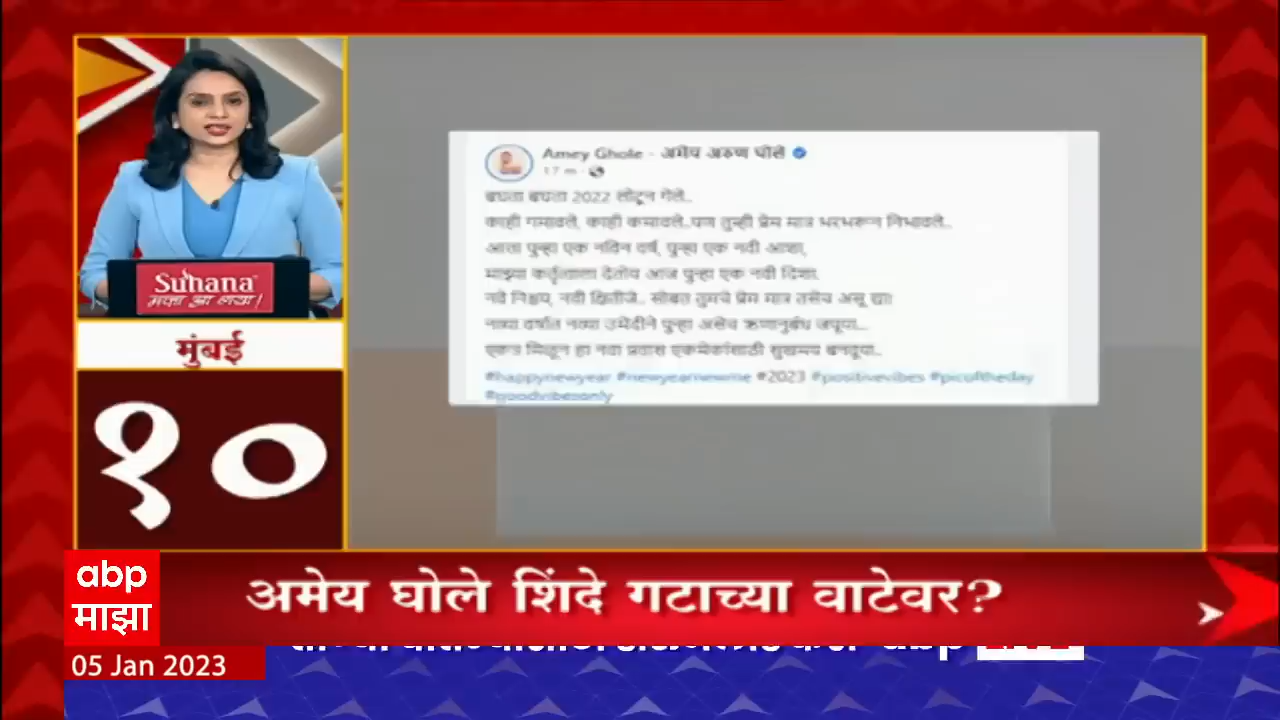 Amey Ghole - अमेय अरुण घोले
17 m
बघता बघता 2022 लोटून गेले..
काही गमावले, काही कमावले..पण तुम्ही प्रेम मात्र भरभरून निभावले..
आता पुन्हा एक नविन वर्ष, पुन्हा एक नवी आशा,
माझ्या कर्तृत्वाला देतोय आज पुन्हा एक नवी दिशा.
नवे निश्चय, नवी क्षितीजे.. सोबत तुमचे प्रेम मात्र तसेच असू द्या!
नव्या वर्षात नव्या उमेदीने पुन्हा असेच ऋणानुबंध जपूया...
एकत्र मिळून हा नवा प्रवास एकमेकांसाठी सुखमय बनवूया..
#happynewyear #newyearnewme #2023 #positivevibes #picoftheday
#goodvibesonly
Suhana
मुंबई
१०
अमेय घोले शिंदे गटाच्या वाटेवर?
abp
माझा
05 Jan 2023
abp